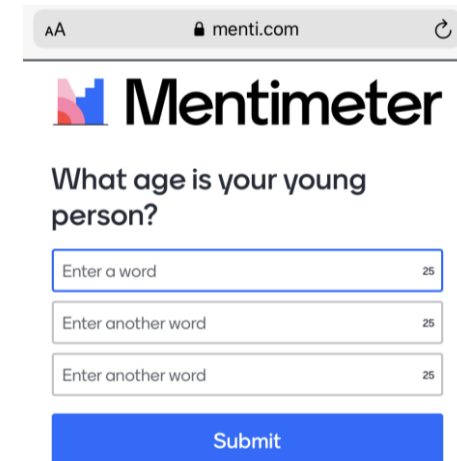 AA menti.com
Mentimeter
What age is your young
person?
Enter a word 25
Enter another word 25
Enter another word 25
Submit